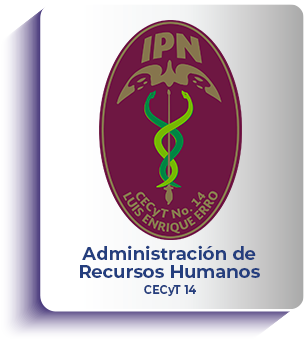 IPN
CECyT No. 14
LUIS ENRIQUE ERRO
Administración de
Recursos Humanos
CECyT 14